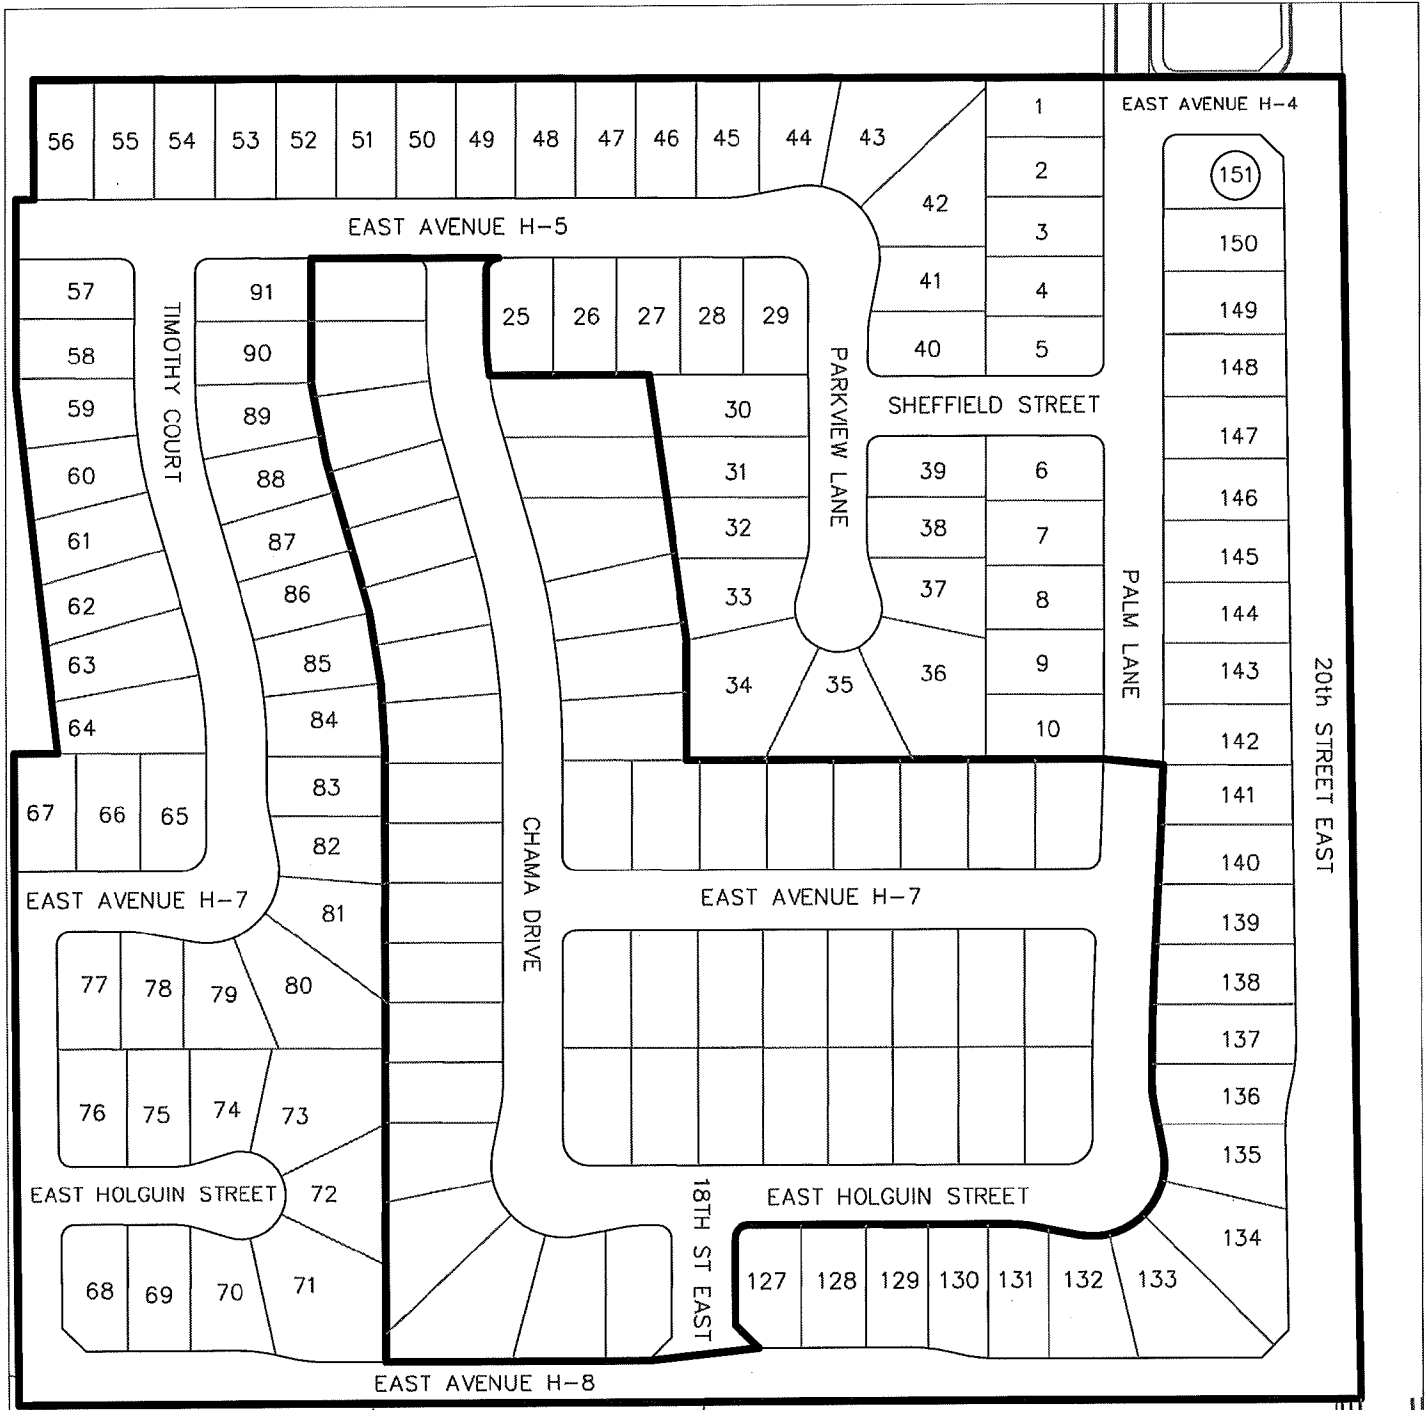 1
EAST AVENUE H-4
56 55 54 53 52 51 50 49 48 47 46 45 44 43
2
151
42
3
EAST AVENUE H-5
150
41
4
57
91
149
25 26 27 28 29
40
5
58
90
148
TIMOTHY COURT
PARKVIEW LANE
SHEFFIELD STREET
59
89
30
147
60
88
31
39
6
146
61
87
32
38
7
145
62
86
33
37
8
144
PALM LANE
63
85
34
35
36
9
143
20th STREET EAST
64
84
10
142
67 66 65
83
141
82
140
CHAMA DRIVE
EAST AVENUE H-7
EAST AVENUE H-7
81
139
77 78 79 80
138
137
76 75 74 73
136
135
EAST HOLGUIN STREET
72
18TH ST EAST
EAST HOLGUIN STREET
134
68 69 70 71
127 128 129 130 131 132 133
EAST AVENUE H-8